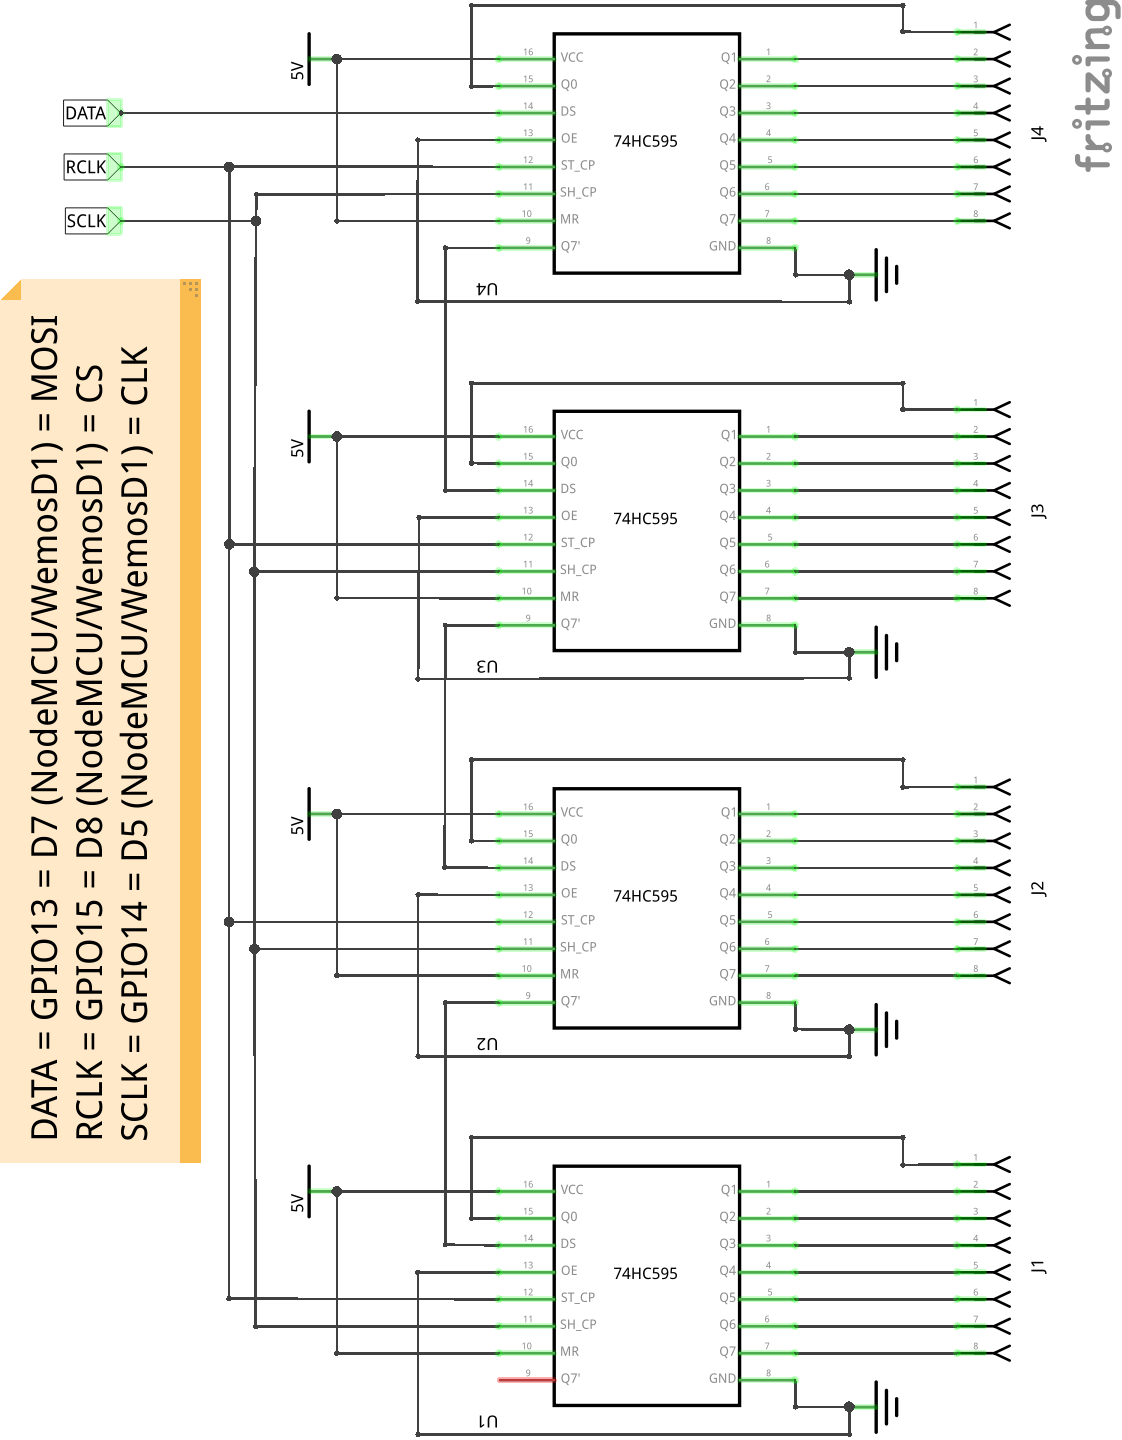 fritzing
DATA
RCLK
SCLK
DATA = GPIO13 = D7 (NodeMCU/WemosD1) = MOSI
RCLK = GPIO15 = D8 (NodeMCU/WemosD1) = CS
SCLK = GPIO14 = D5 (NodeMCU/WemosD1) = CLK
5V
16 VCC Q1 1
15 Q0 Q2 2
14 DS Q3 3
13 OE Q4 4
12 ST_CP Q5 5
11 SH_CP Q6 6
10 MR Q7 7
9 Q7' GND 8
74HC595
U4
1
2
3
4
5
6
7
8
J4
5V
16 VCC Q1 1
15 Q0 Q2 2
14 DS Q3 3
13 OE Q4 4
12 ST_CP Q5 5
11 SH_CP Q6 6
10 MR Q7 7
9 Q7' GND 8
74HC595
U3
1
2
3
4
5
6
7
8
J3
5V
16 VCC Q1 1
15 Q0 Q2 2
14 DS Q3 3
13 OE Q4 4
12 ST_CP Q5 5
11 SH_CP Q6 6
10 MR Q7 7
9 Q7' GND 8
74HC595
U2
1
2
3
4
5
6
7
8
J2
5V
16 VCC Q1 1
15 Q0 Q2 2
14 DS Q3 3
13 OE Q4 4
12 ST_CP Q5 5
11 SH_CP Q6 6
10 MR Q7 7
9 Q7' GND 8
74HC595
U1
1
2
3
4
5
6
7
8
J1